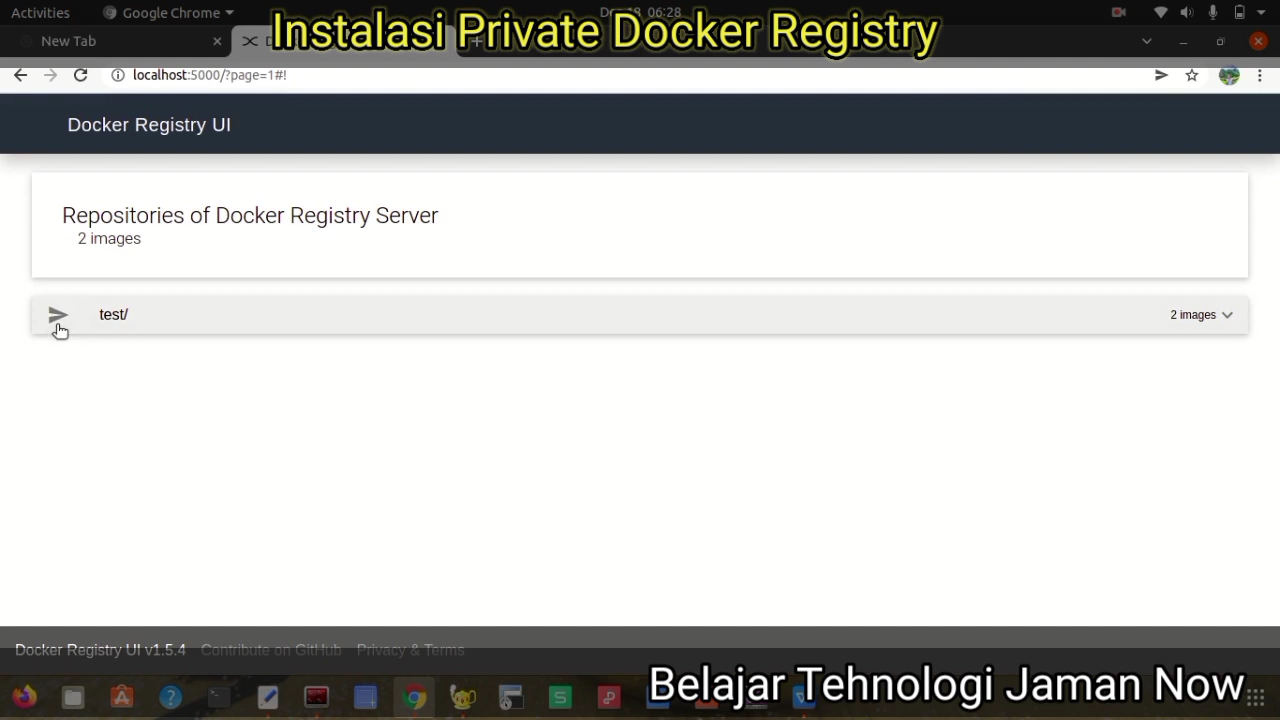 Activities
Google Chrome
06:28
Instalasi Private Docker Registry
New Tab
localhost:5000/?page=1#!
Docker Registry UI
Repositories of Docker Registry Server
2 images
test/
2 images
Docker Registry UI v1.5.4
Contribute on GitHub
Privacy & Terms
Belajar Tehnologi Jaman Now